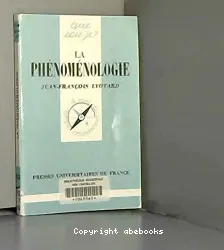 que
sais-je?
LA
PHÉNOMÉNOLOGIE
JEAN-FRANÇOIS LYOTARD
PRESSES UNIVERSITAIRES DE FRANCE
Copyright abebooks